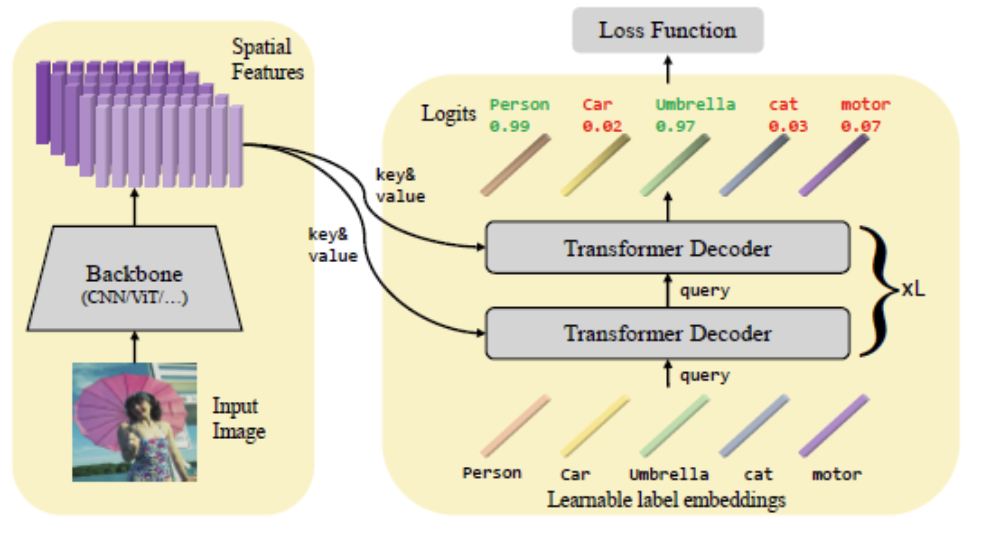 Spatial
Features
Backbone
(CNN/ViT/...)
Input
Image
key&
value
key&
value
Loss Function
Logits
Person Car Umbrella cat motor
0.99 0.02 0.97 0.03 0.07
Transformer Decoder
query
Transformer Decoder
xL
query
Person Car Umbrella cat motor
Learnable label embeddings